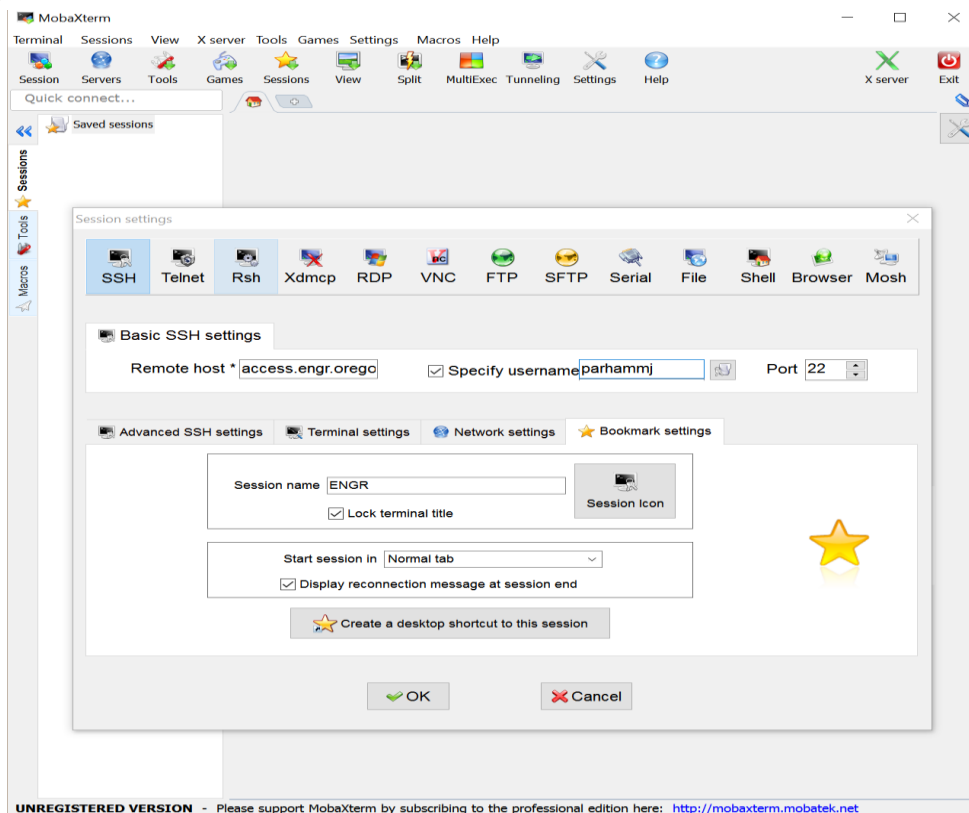 MobaXterm
Terminal Sessions View X server Tools Games Settings Macros Help
Session Servers Tools Games Sessions View Split MultiExec Tunneling Settings Help X server Exit
Quick connect...
Saved sessions
Sessions
Tools
Macros
Session settings
SSH Telnet Rsh Xdmcp RDP VNC FTP SFTP Serial File Shell Browser Mosh
Basic SSH settings
Remote host * access.engr.orego Specify username parhammj Port 22
Advanced SSH settings Terminal settings Network settings Bookmark settings
Session name ENGR
Session Icon
Lock terminal title
Start session in Normal tab
Display reconnection message at session end
Create a desktop shortcut to this session
OK Cancel
UNREGISTERED VERSION - Please support MobaXterm by subscribing to the professional edition here: http://mobaxterm.mobatek.net